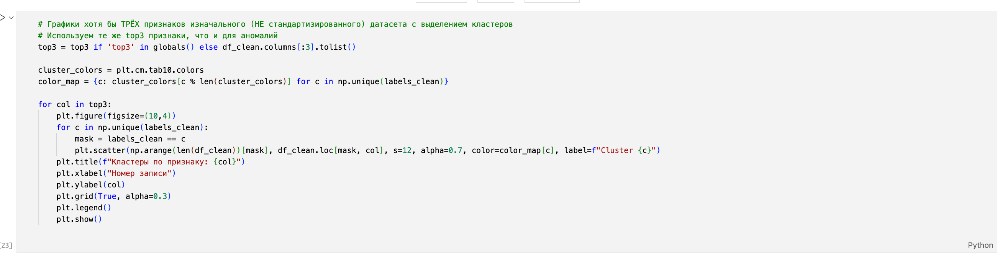 # Графики хотя бы ТРЁХ признаков изначального (НЕ стандартизированного) датасета с выделением кластеров
# Используем те же top3 признаки, что и для аномалий
top3 = top3 if 'top3' in globals() else df_clean.columns[:3].tolist()
cluster_colors = plt.cm.tab10.colors
color_map = {c: cluster_colors[c % len(cluster_colors)] for c in np.unique(labels_clean)}
for col in top3:
    plt.figure(figsize=(10,4))
    for c in np.unique(labels_clean):
        mask = labels_clean == c
        plt.scatter(np.arange(len(df_clean))[mask], df_clean.loc[mask, col], s=12, alpha=0.7, color=color_map[c], label=f"Cluster {c}")
    plt.title(f"Кластеры по признаку: {col}")
    plt.xlabel("Номер записи")
    plt.ylabel(col)
    plt.grid(True, alpha=0.3)
    plt.legend()
    plt.show()
[23]
Python